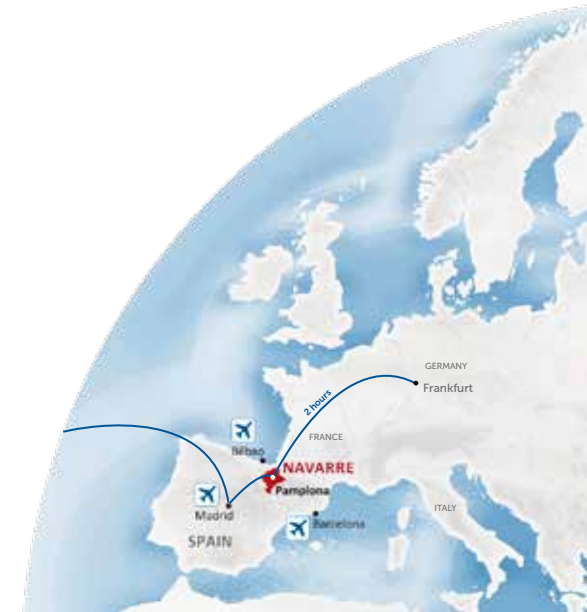 GERMANY
Frankfurt
2 hours
FRANCE
Bilbao
NAVARRE
Pamplona
Madrid
ITALY
Barcelona
SPAIN